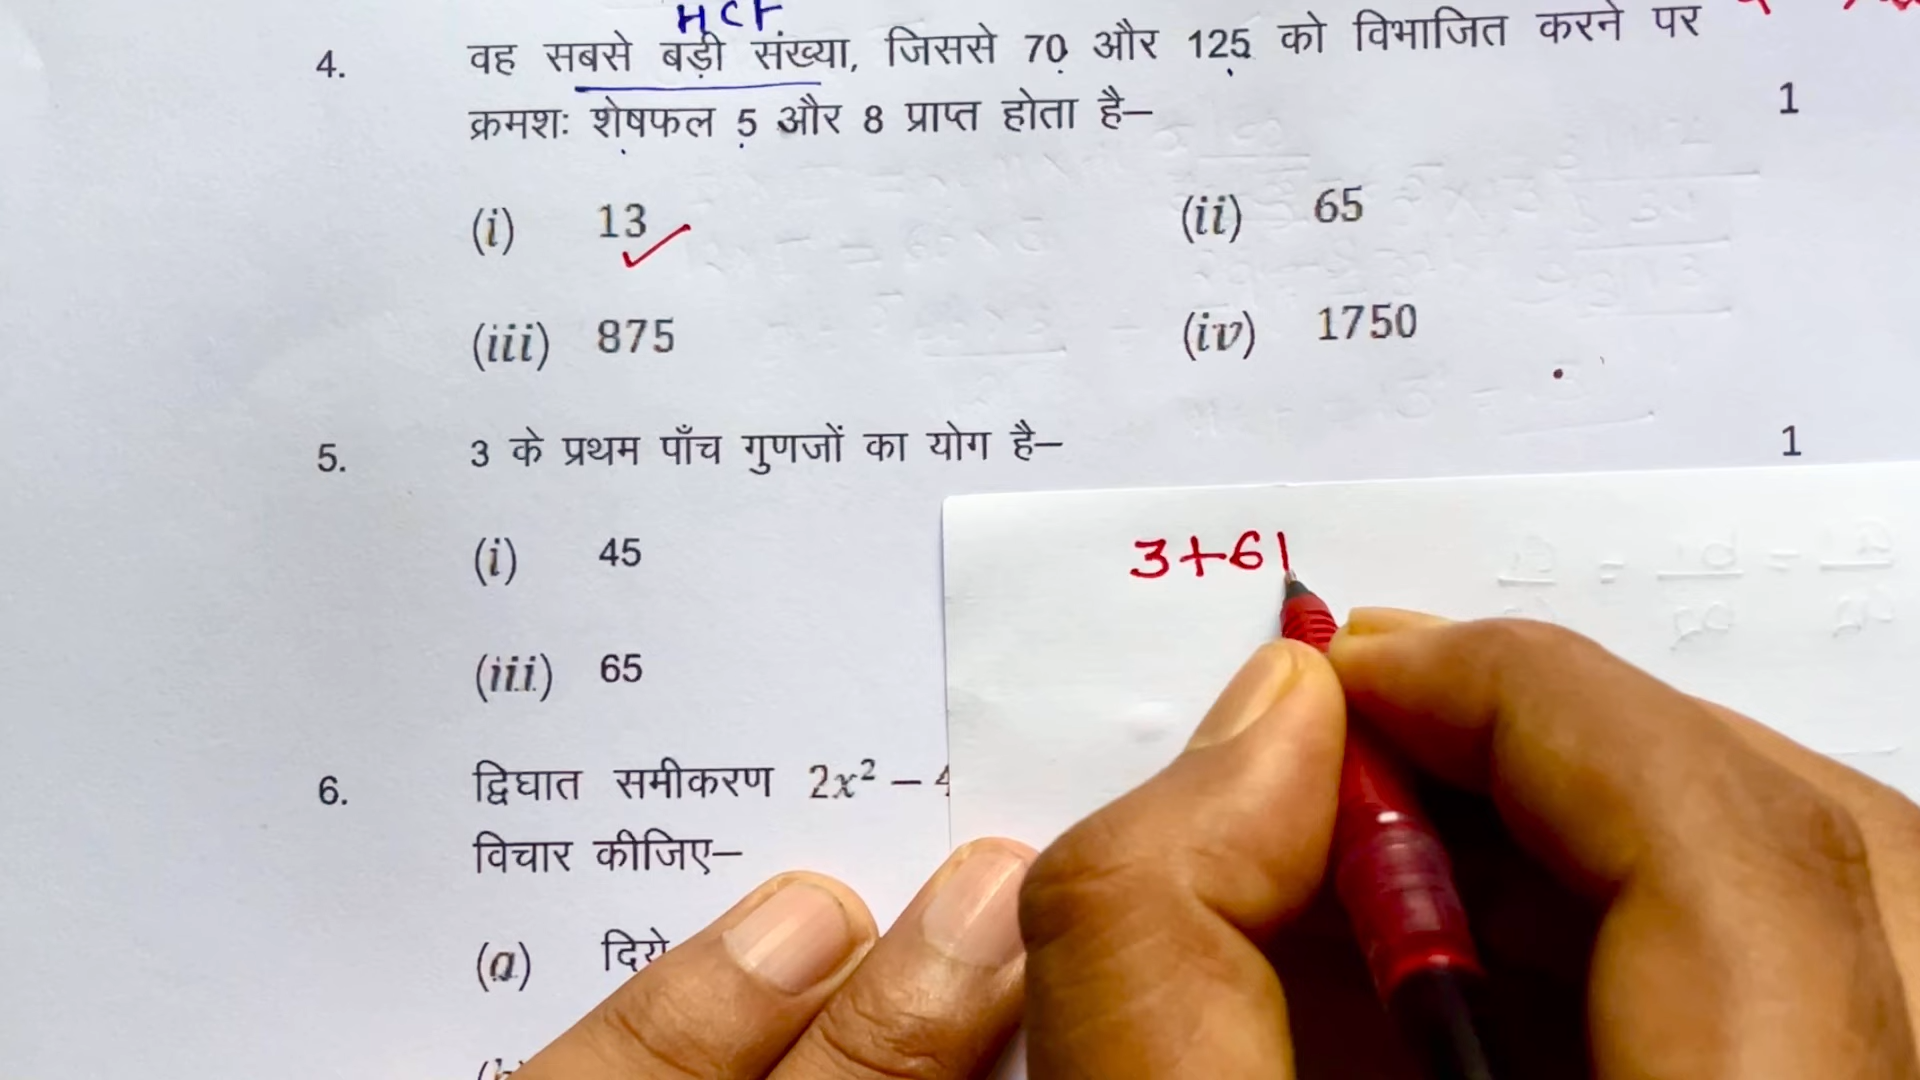 HCF
4. वह सबसे बड़ी संख्या, जिससे 70 और 125 को विभाजित करने पर
क्रमशः शेषफल 5 और 8 प्राप्त होता है– 1
(i) 13 (ii) 65
(iii) 875 (iv) 1750
5. 3 के प्रथम पाँच गुणजों का योग है– 1
(i) 45 3+6
(iii) 65
6. द्विघात समीकरण 2x² –
विचार कीजिए–
(a)